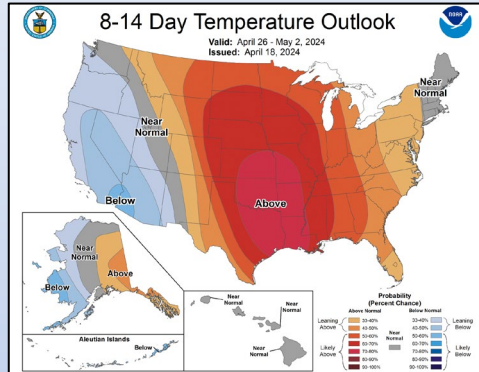 8-14 Day Temperature Outlook
Valid: April 26 - May 2, 2024
Issued: April 18, 2024
NOAA
Near
Normal
Near
Normal
Below
Above
Near
Normal
Above
Below
Aleutian Islands
Below
Near
Normal
Near
Normal
Near
Normal
Probability
(Percent Chance)
Above Normal
Below Normal
Leaning
Above
Likely
Above
33-40%
40-50%
50-60%
60-70%
70-80%
80-90%
90-100%
Near
Normal
33-40%
40-50%
50-60%
60-70%
70-80%
80-90%
90-100%
Leaning
Below
Likely
Below